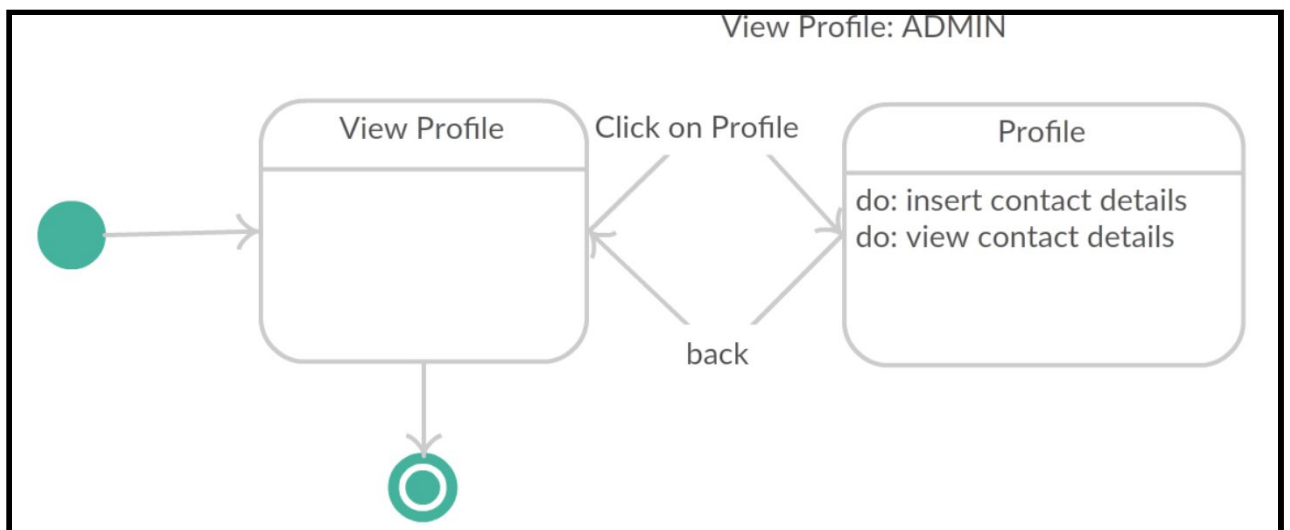 View Profile: ADMIN
View Profile
Click on Profile
Profile
do: insert contact details
do: view contact details
back